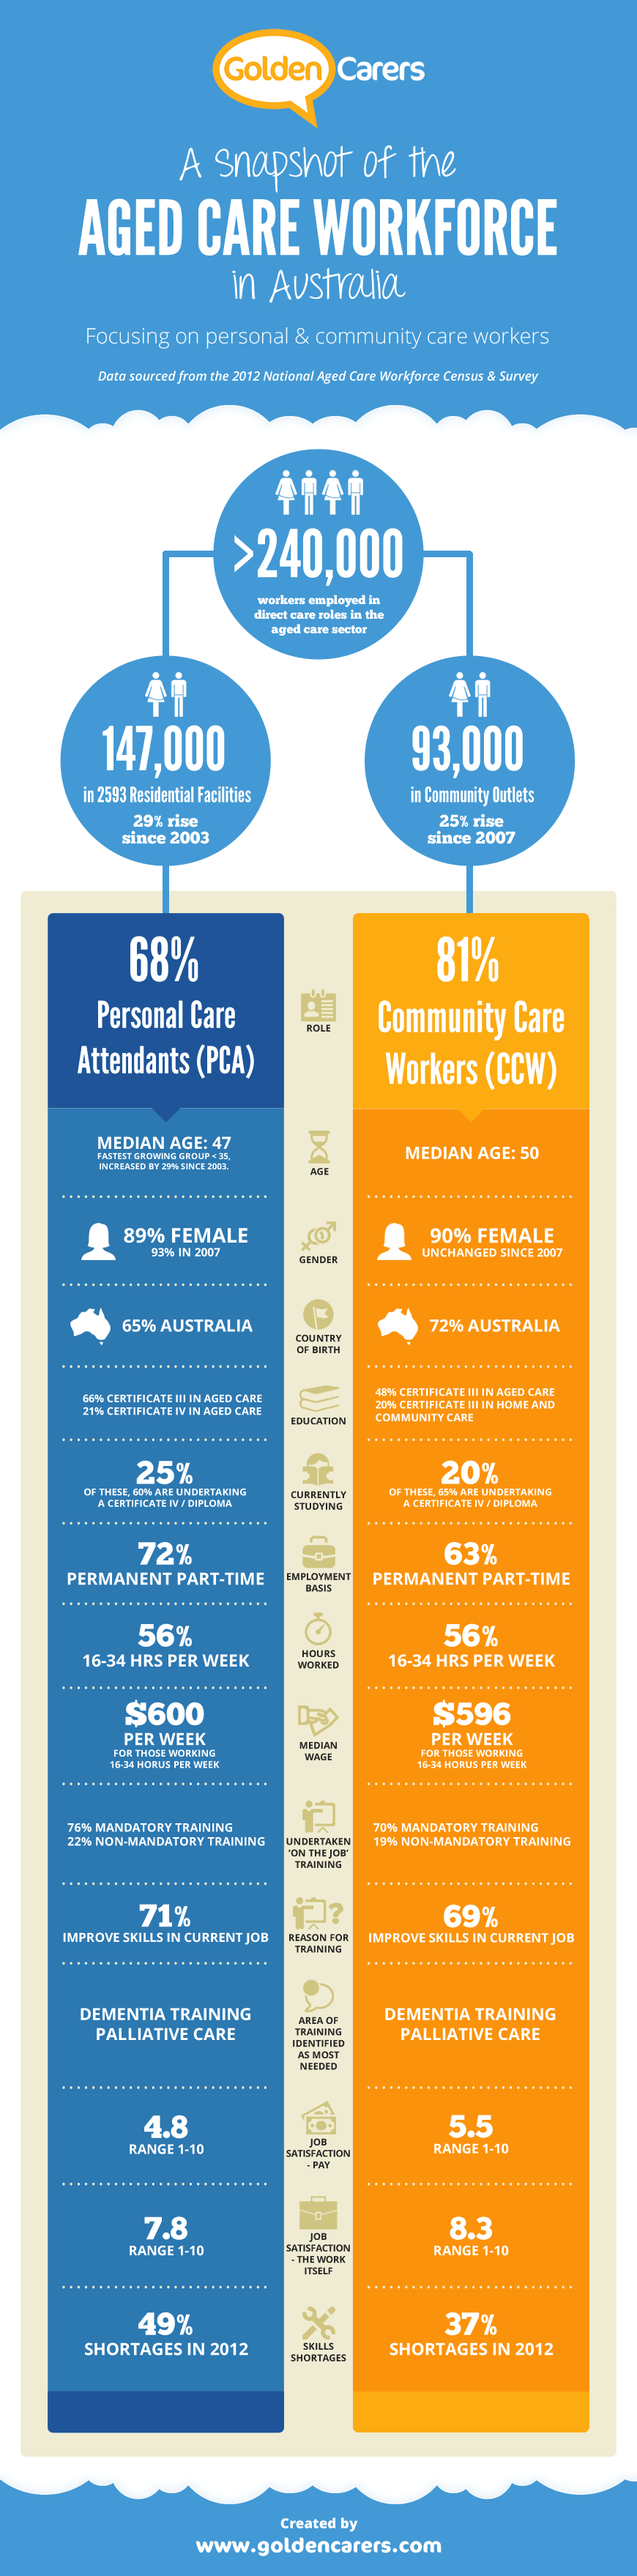 Golden Carers
A Snapshot of the
AGED CARE WORKFORCE
in Australia
Focusing on personal & community care workers
Data sourced from the 2012 National Aged Care Workforce Census & Survey
>240,000
workers employed in
direct care roles in the
aged care sector
147,000
in 2593 Residential Facilities
29% rise
since 2003
93,000
in Community Outlets
25% rise
since 2007
68%
Personal Care
Attendants (PCA)
ROLE
81%
Community Care
Workers (CCW)
MEDIAN AGE: 47
FASTEST GROWING GROUP < 35,
INCREASED BY 29% SINCE 2003.
AGE
MEDIAN AGE: 50
89% FEMALE
93% IN 2007
GENDER
90% FEMALE
UNCHANGED SINCE 2007
65% AUSTRALIA
COUNTRY
OF BIRTH
72% AUSTRALIA
66% CERTIFICATE III IN AGED CARE
21% CERTIFICATE IV IN AGED CARE
EDUCATION
48% CERTIFICATE III IN AGED CARE
20% CERTIFICATE III IN HOME AND
COMMUNITY CARE
25%
OF THESE, 60% ARE UNDERTAKING
A CERTIFICATE IV / DIPLOMA
CURRENTLY
STUDYING
20%
OF THESE, 65% ARE UNDERTAKING
A CERTIFICATE IV / DIPLOMA
72%
PERMANENT PART-TIME
EMPLOYMENT
BASIS
63%
PERMANENT PART-TIME
56%
16-34 HRS PER WEEK
HOURS
WORKED
56%
16-34 HRS PER WEEK
$600
PER WEEK
FOR THOSE WORKING
16-34 HORUS PER WEEK
MEDIAN
WAGE
$596
PER WEEK
FOR THOSE WORKING
16-34 HORUS PER WEEK
76% MANDATORY TRAINING
22% NON-MANDATORY TRAINING
UNDERTAKEN
'ON THE JOB'
TRAINING
70% MANDATORY TRAINING
19% NON-MANDATORY TRAINING
71%
IMPROVE SKILLS IN CURRENT JOB
?
REASON FOR
TRAINING
69%
IMPROVE SKILLS IN CURRENT JOB
DEMENTIA TRAINING
PALLIATIVE CARE
AREA OF
TRAINING
IDENTIFIED
AS MOST
NEEDED
DEMENTIA TRAINING
PALLIATIVE CARE
4.8
RANGE 1-10
JOB
SATISFACTION
- PAY
5.5
RANGE 1-10
7.8
RANGE 1-10
JOB
SATISFACTION
- THE WORK
ITSELF
8.3
RANGE 1-10
49%
SHORTAGES IN 2012
SKILLS
SHORTAGES
37%
SHORTAGES IN 2012
Created by
www.goldencarers.com